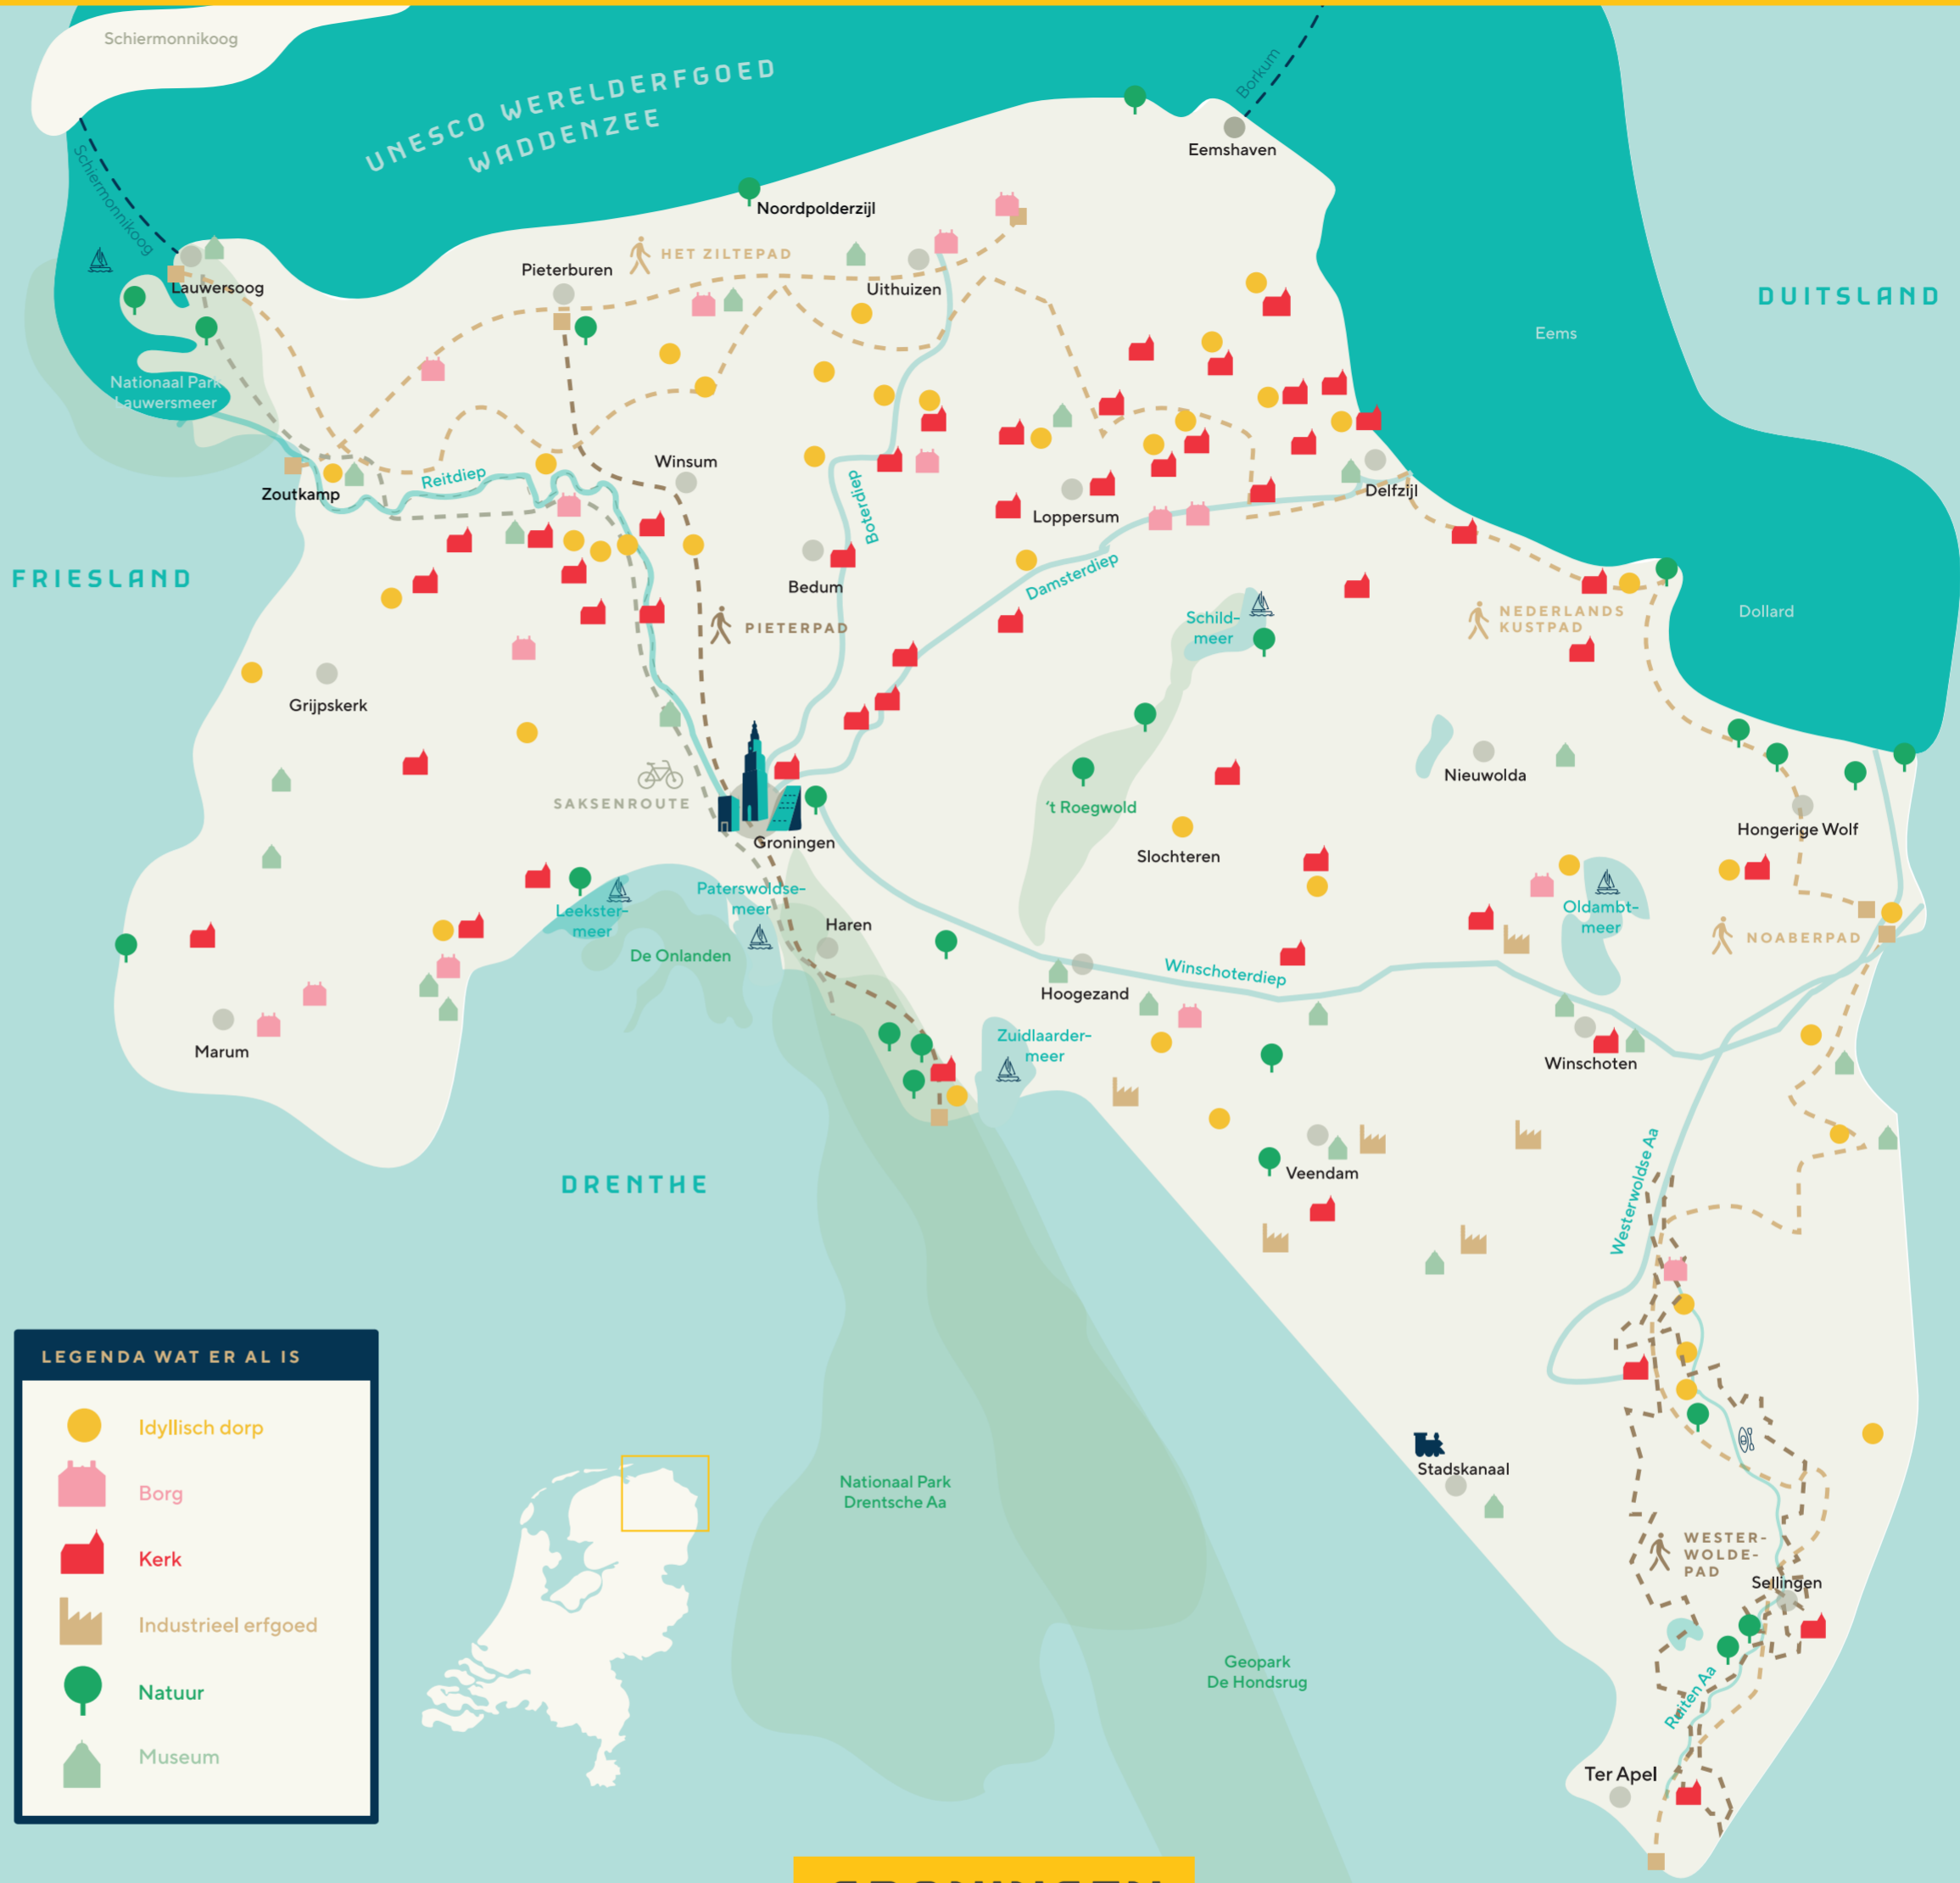 Schiermonnikoog
UNESCO WERELDERFGOED
WADDENZEE
Borkum
Eemshaven
Schiermonnikoog
Noordpolderzijl
HET ZILTEPAD
Pieterburen
Uithuizen
Lauwersoog
DUITSLAND
Eems
Nationaal Park
Lauwersmeer
Winsum
Reitdiep
Zoutkamp
Boterdiep
Delfzijl
Loppersum
FRIESLAND
Bedum
Damsterdiep
PIETERPAD
Schild-
meer
NEDERLANDS
KUSTPAD
Dollard
Grijpskerk
Nieuwolda
SAKSENROUTE
't Roegwold
Hongerige Wolf
Groningen
Slochteren
Paterswoldse-
meer
Leekster-
meer
Haren
Oldambt-
meer
NOABERPAD
De Onlanden
Winschoterdiep
Hoogezand
Zuidlaarder-
meer
Marum
Winschoten
Veendam
DRENTHE
Westerwoldse Aa
LEGENDA WAT ER AL IS
Idyllisch dorp
Borg
Kerk
Industrieel erfgoed
Natuur
Museum
Nationaal Park
Drentsche Aa
Stadskanaal
WESTER-
WOLDE-
PAD
Sellingen
Geopark
De Hondsrug
Ruiten Aa
Ter Apel
GRONINGEN